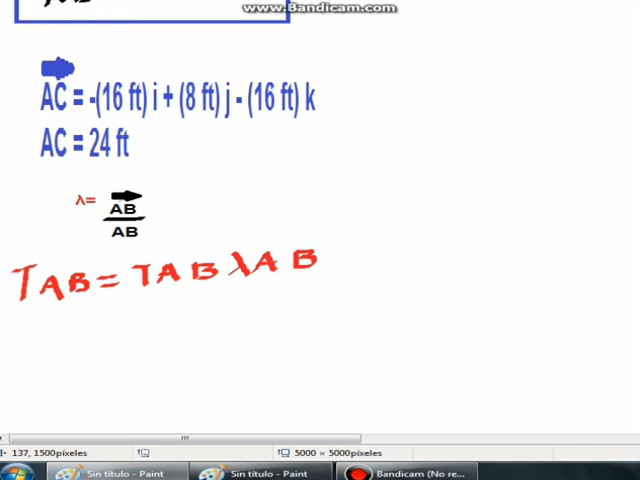 www.Bandicam.com
AC = -(16 ft) i + (8 ft) j - (16 ft) k
AC = 24 ft
λ= AB
AB
TAB = TAB λAB
137, 1500píxeles 5000 × 5000píxeles
Sin título - Paint Sin título - Paint Bandicam (No re...